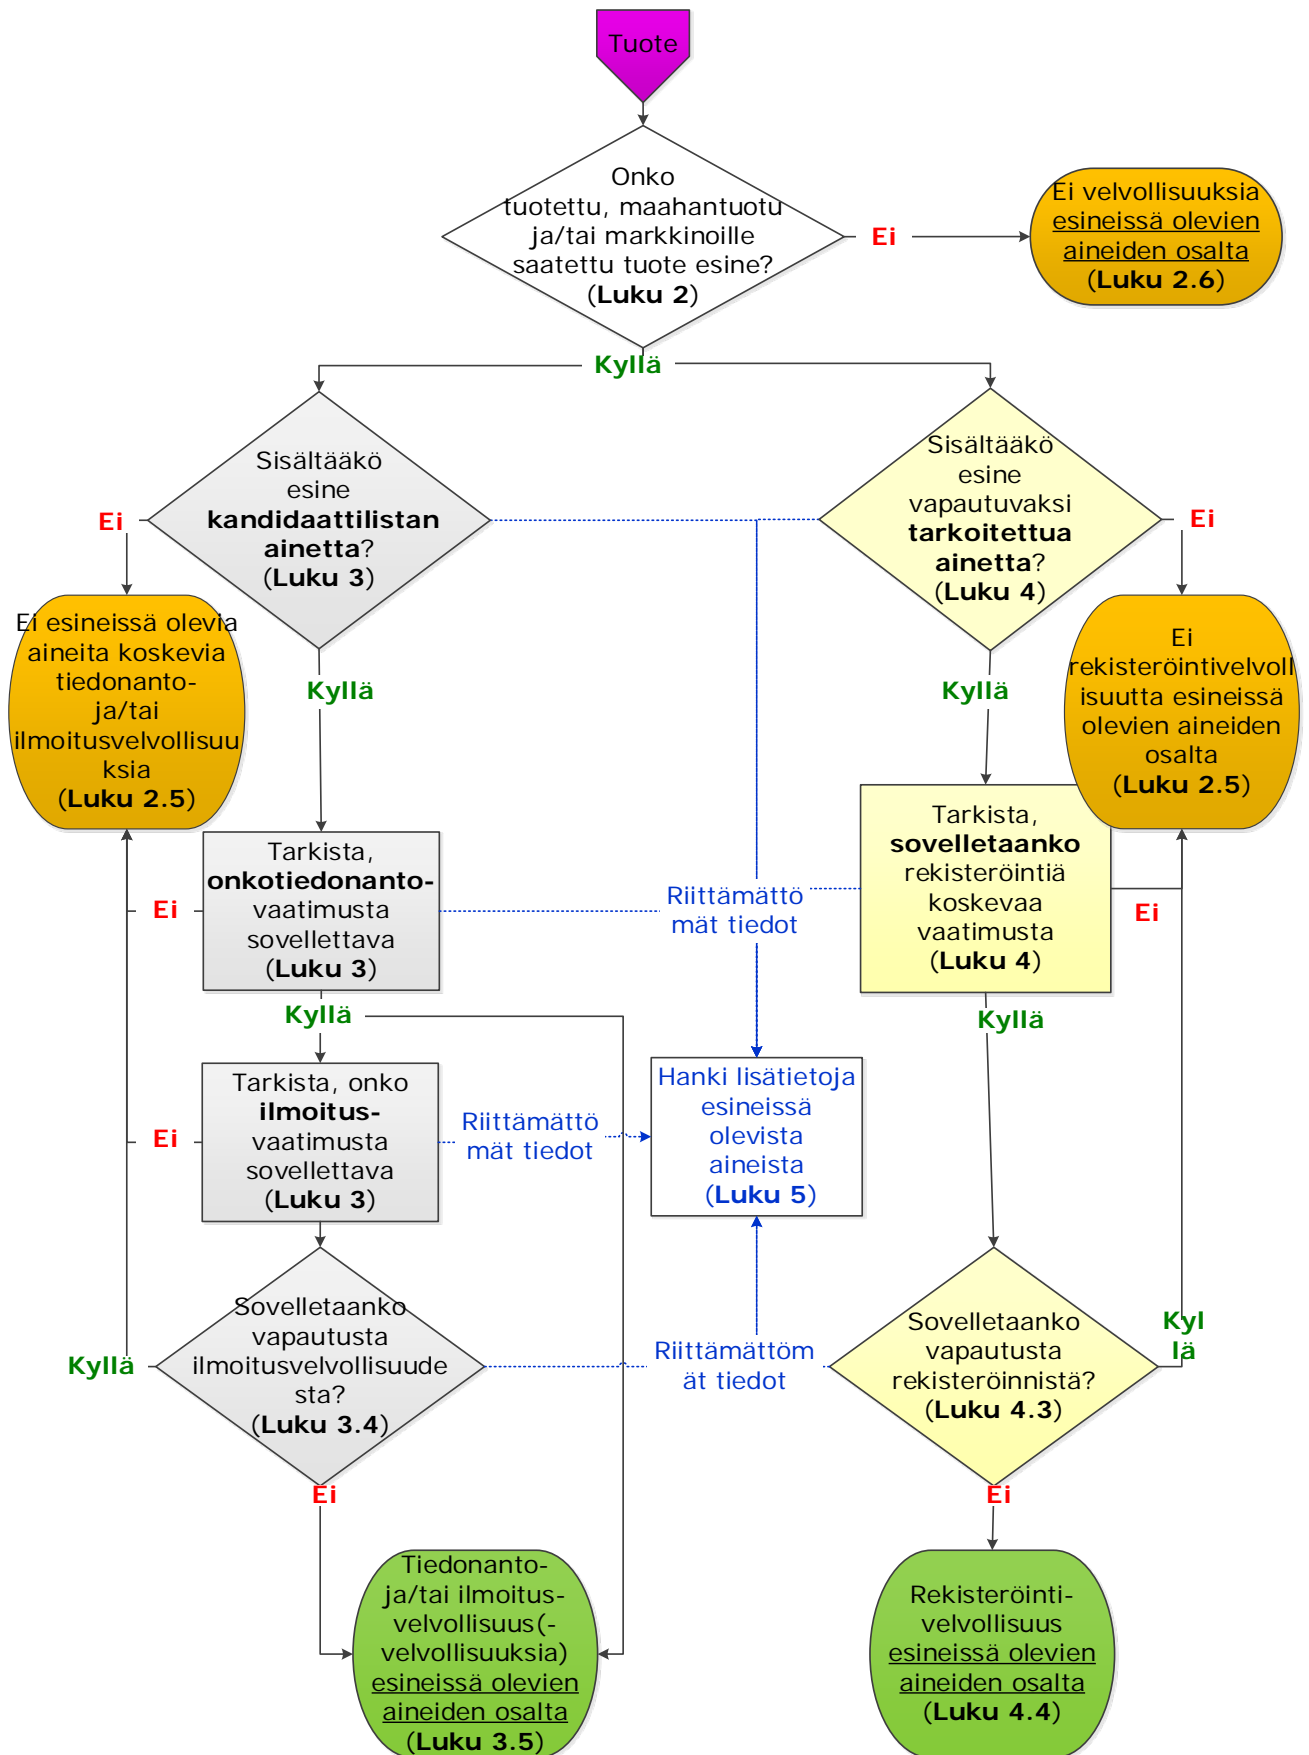 Tuote
Onko
tuotettu, maahantuotu
ja/tai markkinoille
saatettu tuote esine?
(Luku 2)
Ei
Ei velvollisuuksia
esineissä olevien
aineiden osalta
(Luku 2.6)
Kyllä
Sisältääkö
esine
kandidaattilistan
ainetta?
(Luku 3)
Ei
Sisältääkö
esine
vapautuvaksi
tarkoitettua
ainetta?
(Luku 4)
Ei
Ei esineissä olevia
aineita koskevia
tiedonanto-
ja/tai
ilmoitusvelvollisuu
ksia
(Luku 2.5)
Kyllä
Kyllä
Ei
rekisteröintivelvoll
isuutta esineissä
olevien aineiden
osalta
(Luku 2.5)
Tarkista,
onkotiedonanto-
vaatimusta
sovellettava
(Luku 3)
Ei
Riittämättö
mät tiedot
Tarkista,
sovelletaanko
rekisteröintiä
koskevaa
vaatimusta
(Luku 4)
Ei
Kyllä
Kyllä
Tarkista, onko
ilmoitus-
vaatimusta
sovellettava
(Luku 3)
Ei
Riittämättö
mät tiedot
Hanki lisätietoja
esineissä
olevista
aineista
(Luku 5)
Sovelletaanko
vapautusta
ilmoitusvelvollisuude
sta?
(Luku 3.4)
Kyllä
Riittämättöm
ät tiedot
Sovelletaanko
vapautusta
rekisteröinnistä?
(Luku 4.3)
Kyl
lä
Ei
Ei
Tiedonanto-
ja/tai ilmoitus-
velvollisuus(-
velvollisuuksia)
esineissä olevien
aineiden osalta
(Luku 3.5)
Rekisteröinti-
velvollisuus
esineissä olevien
aineiden osalta
(Luku 4.4)